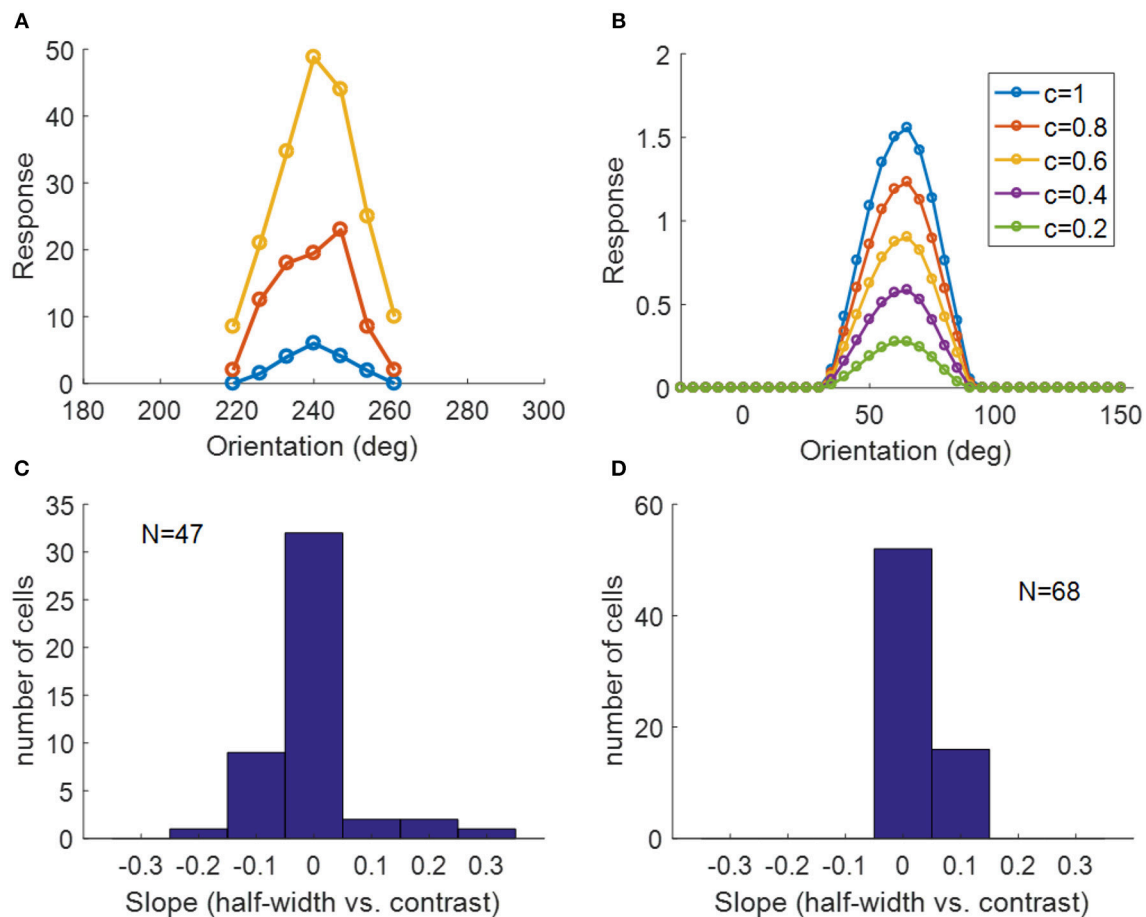 A
50
40
30
20
10
0
Response
180 200 220 240 260 280 300
Orientation (deg)
B
2
1.5
1
0.5
0
Response
c=1
c=0.8
c=0.6
c=0.4
c=0.2
0 50 100 150
Orientation (deg)
C
35
30
25
20
15
10
5
0
number of cells
N=47
-0.3 -0.2 -0.1 0 0.1 0.2 0.3
Slope (half-width vs. contrast)
D
60
40
20
0
number of cells
N=68
-0.3 -0.2 -0.1 0 0.1 0.2 0.3
Slope (half-width vs. contrast)